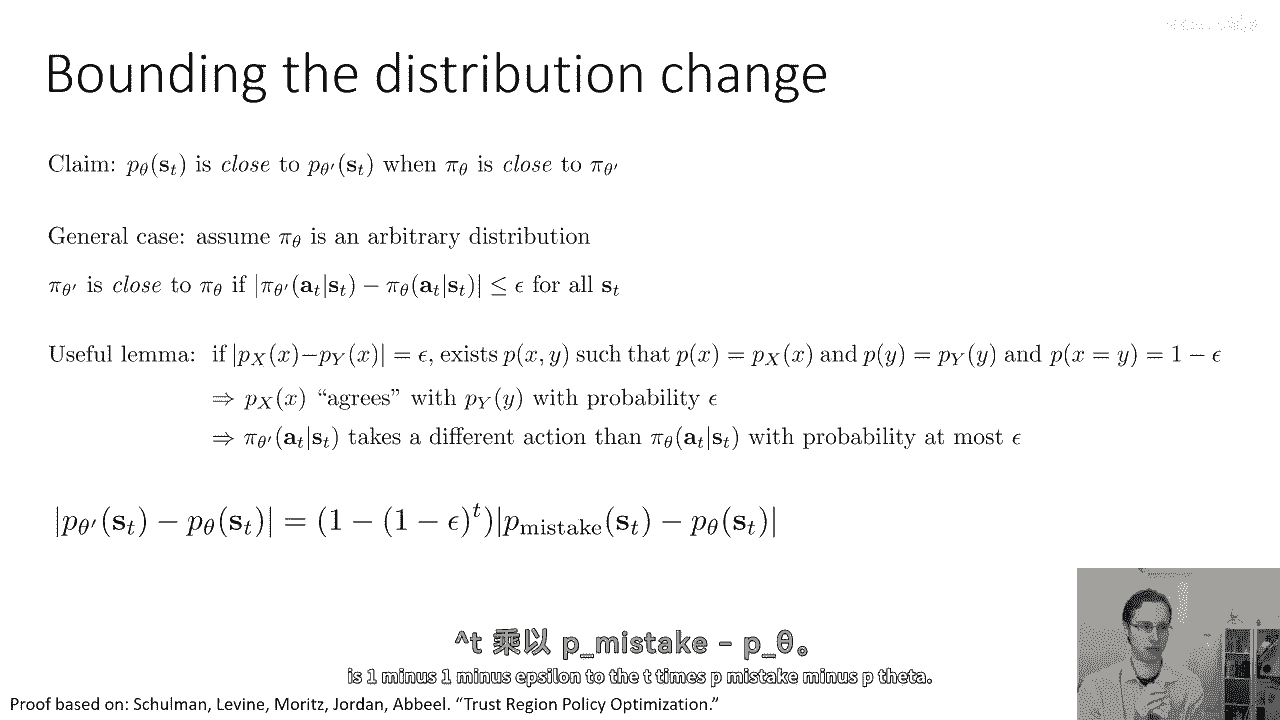 Bounding the distribution change
Claim: $p_\theta(\mathbf{s}_t)$ is close to $p_{\theta'}(\mathbf{s}_t)$ when $\pi_\theta$ is close to $\pi_{\theta'}$
General case: assume $\pi_\theta$ is an arbitrary distribution
$\pi_{\theta'}$ is close to $\pi_\theta$ if $|\pi_{\theta'}(\mathbf{a}_t|\mathbf{s}_t) - \pi_\theta(\mathbf{a}_t|\mathbf{s}_t)| \leq \epsilon$ for all $\mathbf{s}_t$
Useful lemma: if $|p_X(x) - p_Y(x)| = \epsilon$, exists $p(x, y)$ such that $p(x) = p_X(x)$ and $p(y) = p_Y(y)$ and $p(x = y) = 1 - \epsilon$
$\Rightarrow p_X(x)$ “agrees” with $p_Y(y)$ with probability $\epsilon$
$\Rightarrow \pi_{\theta'}(\mathbf{a}_t|\mathbf{s}_t)$ takes a different action than $\pi_\theta(\mathbf{a}_t|\mathbf{s}_t)$ with probability at most $\epsilon$
$|p_{\theta'}(\mathbf{s}_t) - p_\theta(\mathbf{s}_t)| = (1 - (1 - \epsilon)^t)|p_{\text{mistake}}(\mathbf{s}_t) - p_\theta(\mathbf{s}_t)|$
^t 乘以 p_mistake - p_θ。
is 1 minus 1 minus epsilon to the t times p mistake minus p theta.
Proof based on: Schulman, Levine, Moritz, Jordan, Abbeel. “Trust Region Policy Optimization.”